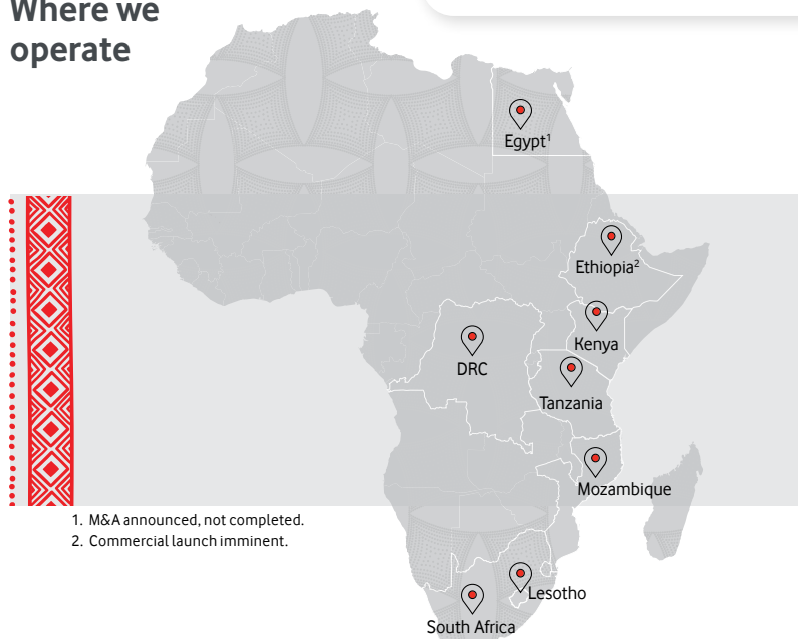 Where we
operate
Egypt¹
Ethiopia²
Kenya
DRC
Tanzania
Mozambique
1. M&A announced, not completed.
2. Commercial launch imminent.
Lesotho
South Africa